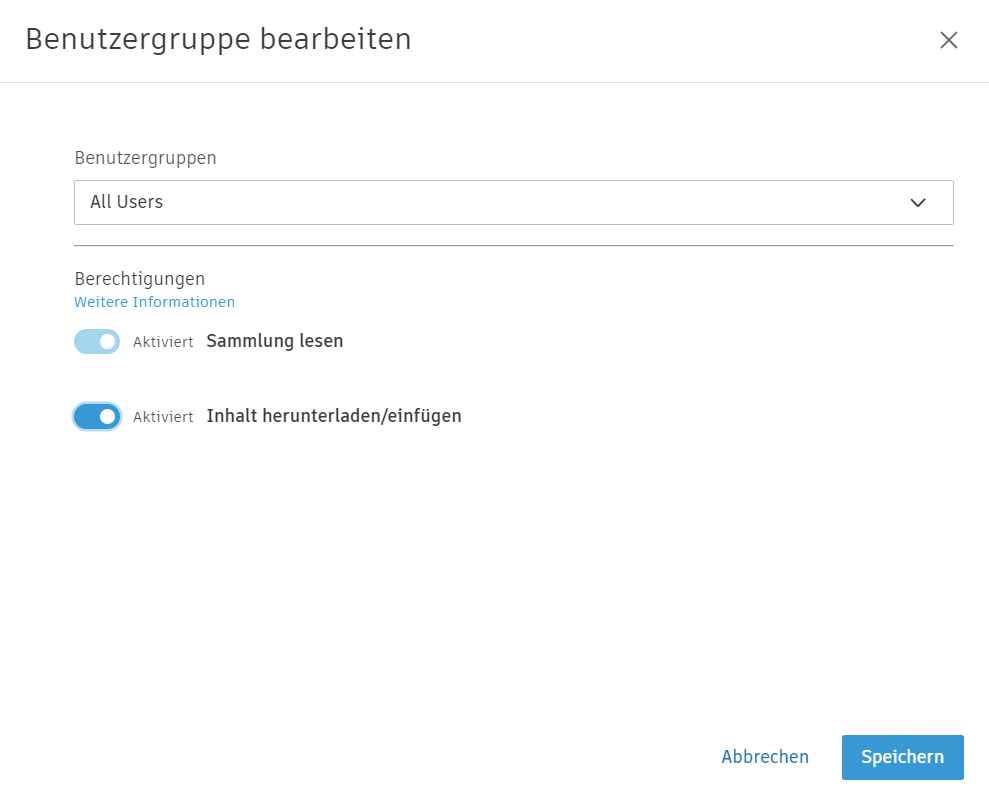 Benutzergruppe bearbeiten
Benutzergruppen
All Users
Berechtigungen
Weitere Informationen
Aktiviert Sammlung lesen
Aktiviert Inhalt herunterladen/einfügen
Abbrechen Speichern